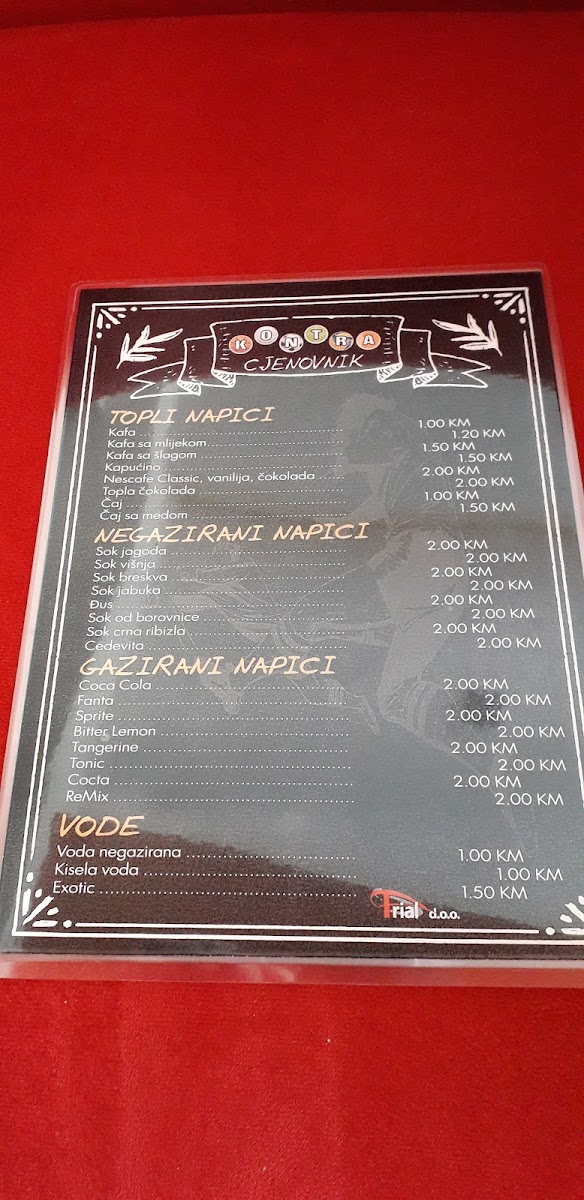 KONTRA
CJENOVNIK
TOPLI NAPICI
Kafa ........ 1.00 KM
Kafa sa mlijekom ........ 1.20 KM
Kafa sa šlagom ........ 1.50 KM
Kapućino ........ 1.50 KM
Nescafe Classic, vanilija, čokolada ...... 2.00 KM
Topla čokolada ........ 2.00 KM
Čaj ........ 1.00 KM
Čaj sa medom ........ 1.50 KM
NEGAZIRANI NAPICI
Sok jagoda ........ 2.00 KM
Sok višnja ........ 2.00 KM
Sok breskva ........ 2.00 KM
Sok jabuka ........ 2.00 KM
Đus ........ 2.00 KM
Sok od borovnice ........ 2.00 KM
Sok crna ribizla ........ 2.00 KM
Cedevita ........ 2.00 KM
GAZIRANI NAPICI
Coca Cola ........ 2.00 KM
Fanta ........ 2.00 KM
Sprite ........ 2.00 KM
Bitter Lemon ........ 2.00 KM
Tangerine ........ 2.00 KM
Tonic ........ 2.00 KM
Cocta ........ 2.00 KM
ReMix ........ 2.00 KM
VODE
Voda negazirana ........ 1.00 KM
Kisela voda ........ 1.00 KM
Exotic ........ 1.50 KM
Trial d.o.o.